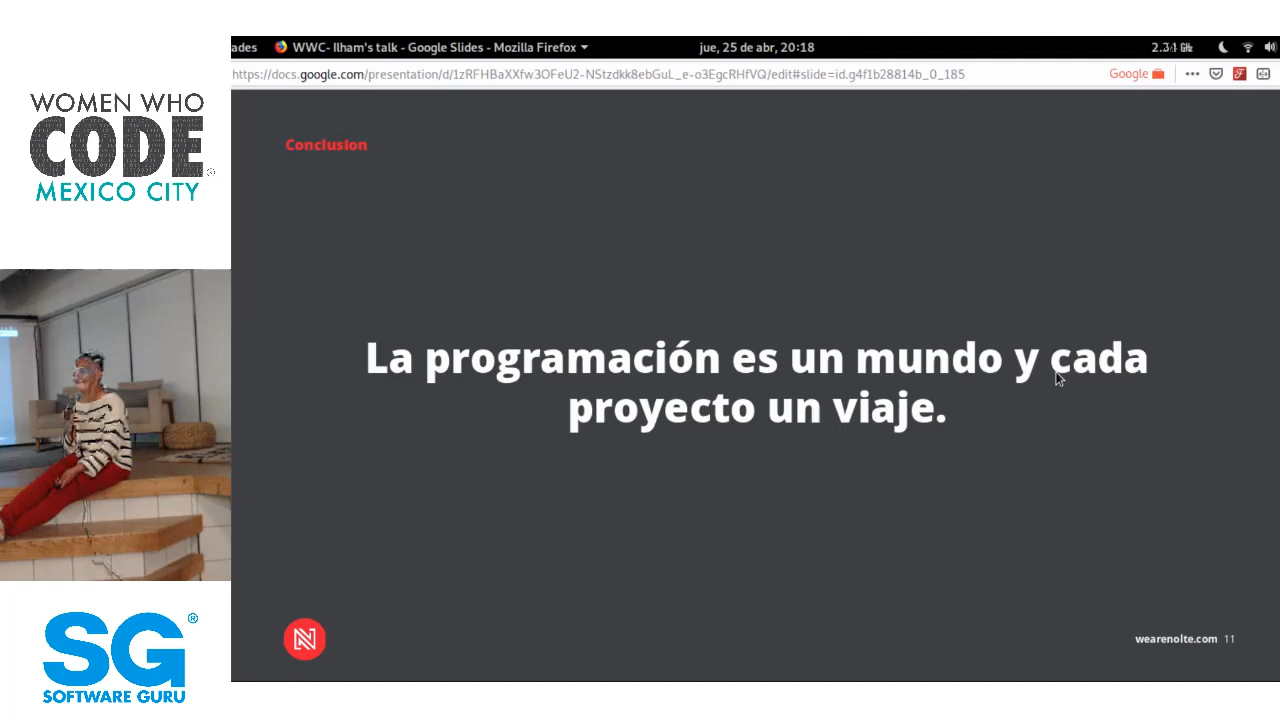 ades
WWC- Ilham's talk - Google Slides - Mozilla Firefox
jue, 25 de abr, 20:18
https://docs.google.com/presentation/d/1zRFHBaXXfw3OFeU2-NStzdkk8ebGuL_e-o3EgcRHfVQ/edit#slide=id.g4f1b28814b_0_185
Google
WOMEN WHO
CODE
MEXICO CITY
Conclusion
La programación es un mundo y cada
proyecto un viaje.
wearenolte.com 11
SG
SOFTWARE GURU